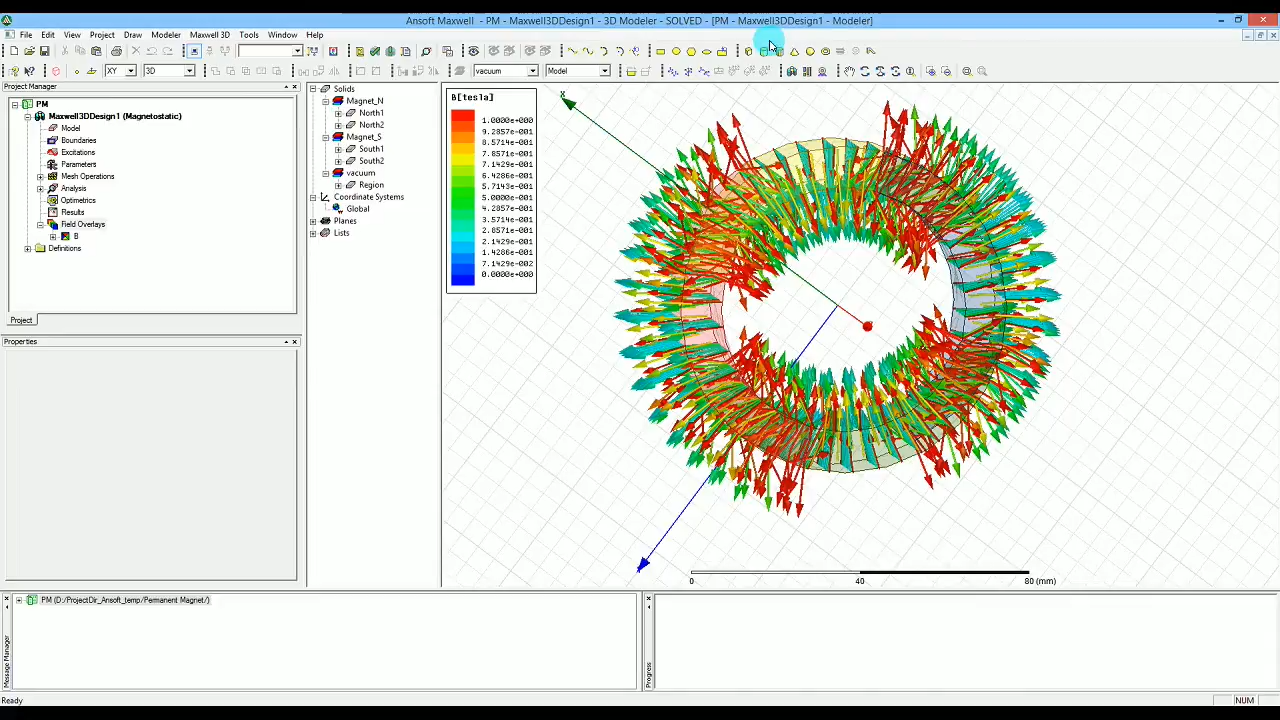 Ansoft Maxwell - PM - Maxwell3DDesign1 - 3D Modeler - SOLVED - [PM - Maxwell3DDesign1 - Modeler]
File Edit View Project Draw Modeler Maxwell 3D Tools Window Help
XY 3D vacuum Model
Project Manager
PM
Maxwell3DDesign1 (Magnetostatic)
Model
Boundaries
Excitations
Parameters
Mesh Operations
Analysis
Optimetrics
Results
Field Overlays
B
Definitions
Project
Properties
Solids
Magnet_N
North1
North2
Magnet_S
South1
South2
vacuum
Region
Coordinate Systems
Global
Planes
Lists
B[tesla]
1.0000e+000
9.2857e-001
8.5714e-001
7.8571e-001
7.1429e-001
6.4286e-001
5.7143e-001
5.0000e-001
4.2857e-001
3.5714e-001
2.8571e-001
2.1429e-001
1.4286e-001
7.1429e-002
0.0000e+000
0 40 80 (mm)
Message Manager
PM (D:/ProjectDir_Ansoft_temp/Permanent Magnet/)
Progress
Ready
NUM